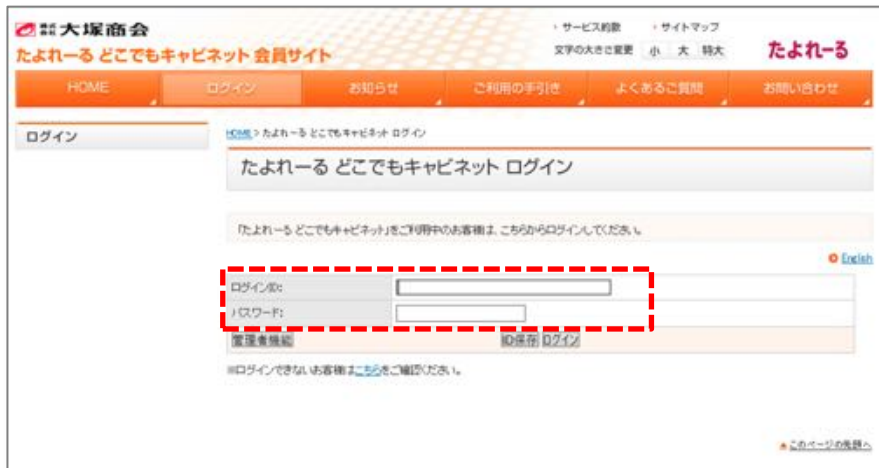 株式会社 大塚商会
・サービス約款 ・サイトマップ
たよれーる どこでもキャビネット 会員サイト
文字の大きさ変更 小 大 特大
たよれーる
HOME ログイン お知らせ ご利用の手引き よくあるご質問 お問い合わせ
ログイン
HOME > たよれーる どこでもキャビネット ログイン
たよれーる どこでもキャビネット ログイン
「たよれーる どこでもキャビネット」をご利用中のお客様は、こちらからログインしてください。
English
ログインID:
パスワード:
管理者機能 ID保存 ログイン
※ログインできないお客様はこちらをご確認ください。
▲このページの先頭へ